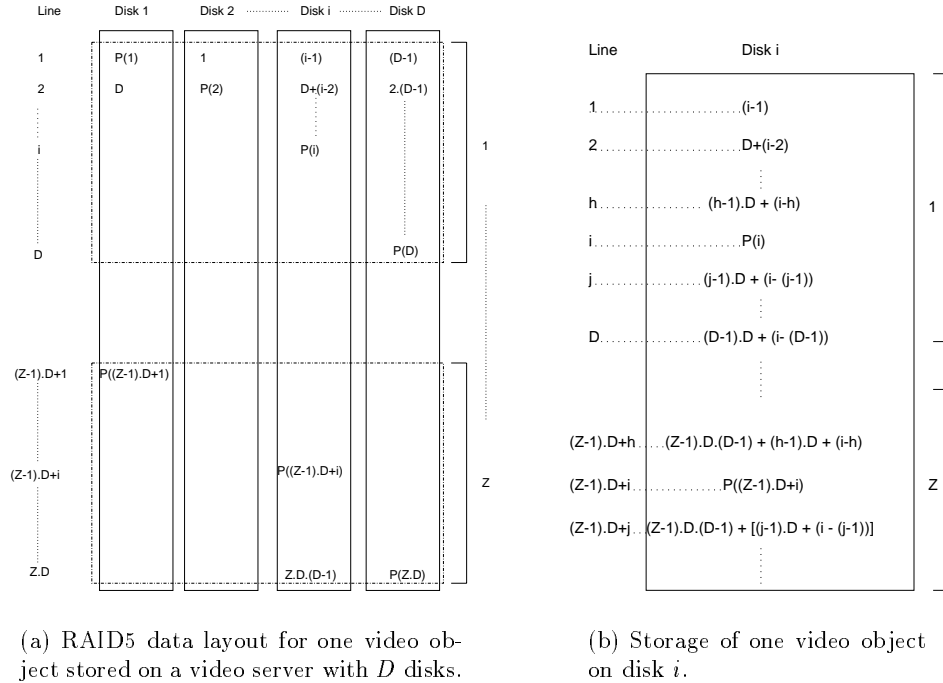 Line Disk 1 Disk 2 Disk i Disk D
1 P(1) 1 (i-1) (D-1)
2 D P(2) D+(i-2) 2.(D-1)
i P(i)
1
D P(D)
(Z-1).D+1 P((Z-1).D+1)
(Z-1).D+i P((Z-1).D+i)
Z
Z.D Z.D.(D-1) P(Z.D)
(a) RAID5 data layout for one video ob-
ject stored on a video server with D disks.
Line Disk i
1 (i-1)
2 D+(i-2)
h (h-1).D + (i-h)
1
i P(i)
j (j-1).D + (i- (j-1))
D (D-1).D + (i- (D-1))
(Z-1).D+h (Z-1).D.(D-1) + (h-1).D + (i-h)
(Z-1).D+i P((Z-1).D+i)
Z
(Z-1).D+j (Z-1).D.(D-1) + [(j-1).D + (i - (j-1))]
(b) Storage of one video object
on disk i.